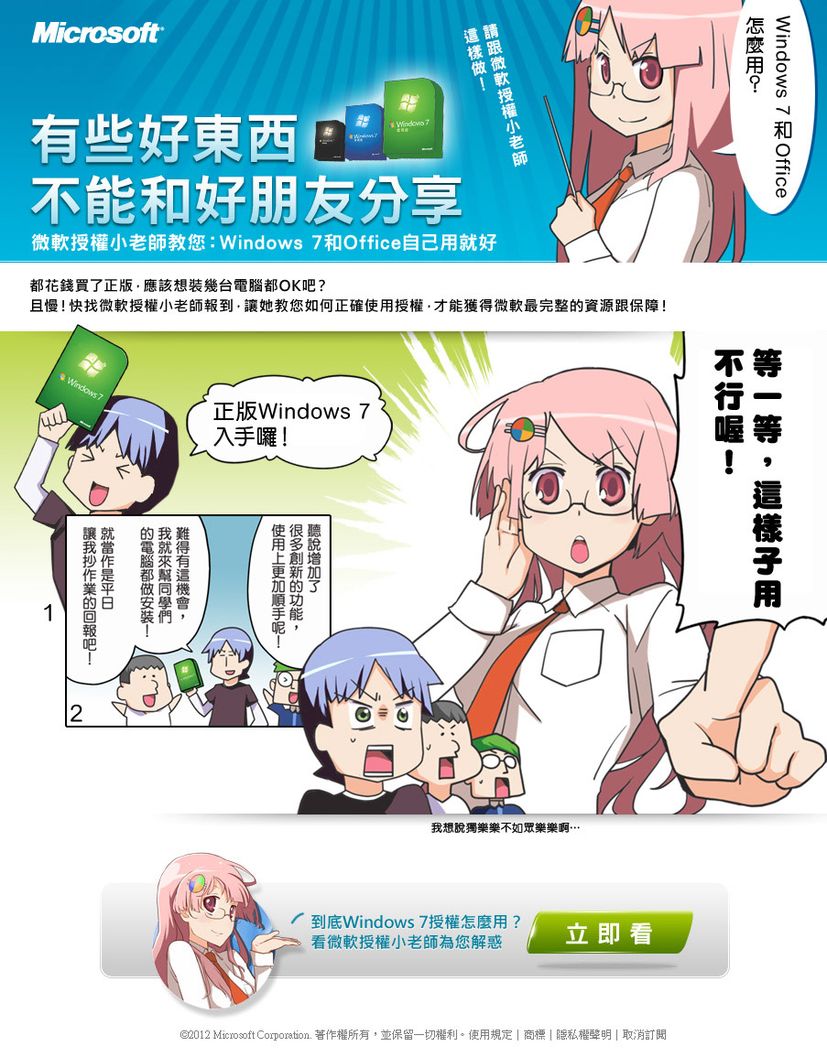 Microsoft
請跟微軟授權小老師
這樣做！
Windows 7 和 Office
怎麼用？
有些好東西
不能和好朋友分享
Windows 7
Windows 7
微軟授權小老師教您：Windows 7和Office自己用就好
都花錢買了正版，應該想裝幾台電腦都OK吧？
且慢！快找微軟授權小老師報到，讓她教您如何正確使用授權，才能獲得微軟最完整的資源跟保障！
Windows 7
正版Windows 7
入手囉！
等一等，這樣子用
不行喔！
1
聽說增加了
很多創新的功能，
使用上更加順手呢！
難得有這機會，
我就來幫同學們
的電腦都做安裝！
就當作是平日
讓我抄作業的回報吧！
2
我想說獨樂樂不如眾樂樂啊…
到底Windows 7授權怎麼用？
看微軟授權小老師為您解惑
立即看
©2012 Microsoft Corporation. 著作權所有，並保留一切權利。使用規定 | 商標 | 隱私權聲明 | 取消訂閱